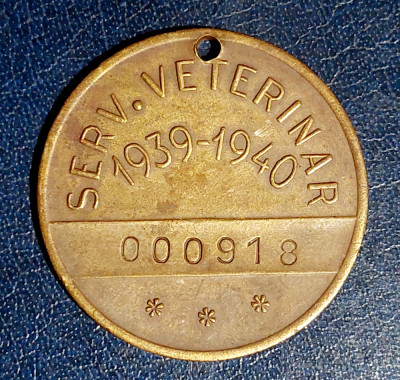 SERV. VETERINAR
1939-1940
000918
* * *